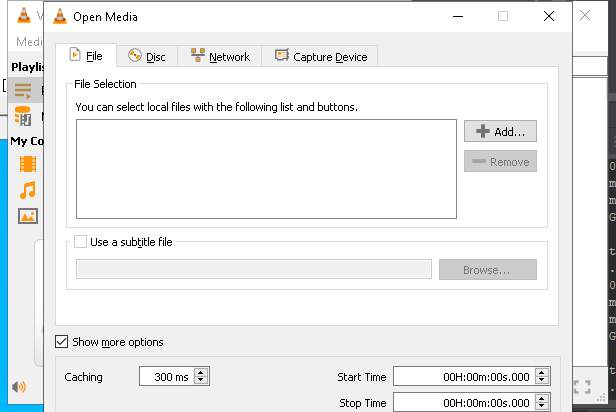 Open Media
Medi
Playlis
My Co
File
Disc
Network
Capture Device
File Selection
You can select local files with the following list and buttons.
Add...
Remove
Use a subtitle file
Browse...
Show more options
Caching
300 ms
Start Time
00H:00m:00s.000
Stop Time
00H:00m:00s.000